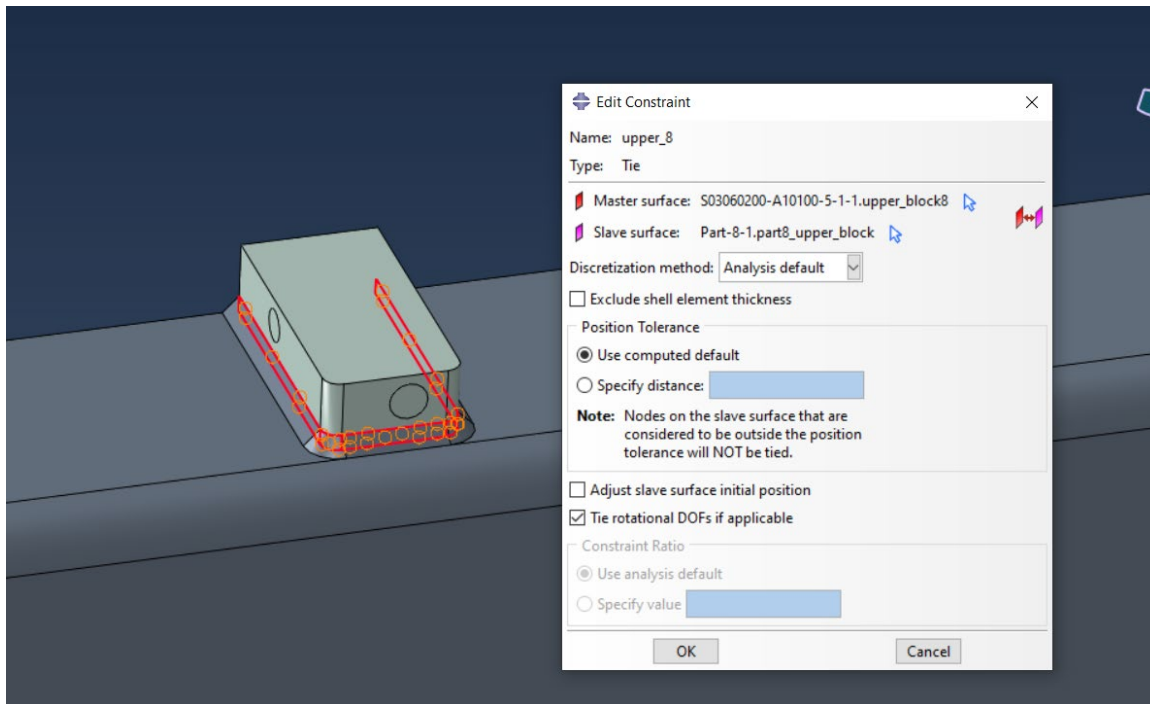 Edit Constraint
Name: upper_8
Type: Tie
Master surface: S03060200-A10100-5-1-1.upper_block8
Slave surface: Part-8-1.part8_upper_block
Discretization method: Analysis default
Exclude shell element thickness
Position Tolerance
Use computed default
Specify distance:
Note: Nodes on the slave surface that are
considered to be outside the position
tolerance will NOT be tied.
Adjust slave surface initial position
Tie rotational DOFs if applicable
Constraint Ratio
Use analysis default
Specify value
OK Cancel